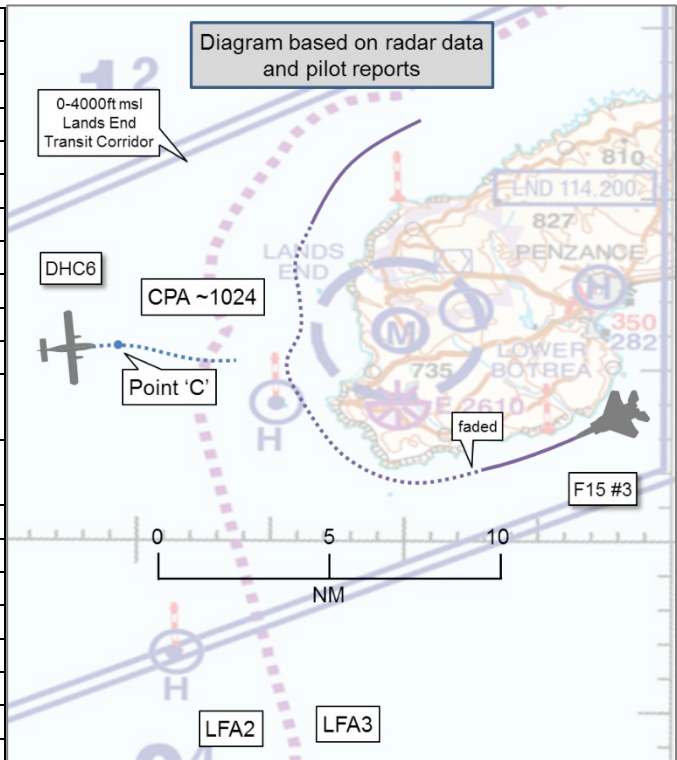 Diagram based on radar data
and pilot reports
1²
0-4000ft msl
Lands End
Transit Corridor
810
LND 114.200
827
LANDS
END
PENZANCE
DHC6
CPA ~1024
H
M
350
282
Point ‘C’
735
LOWER
BOTREA
E 2610
H
faded
F15 #3
0
5
10
NM
H
LFA2
LFA3